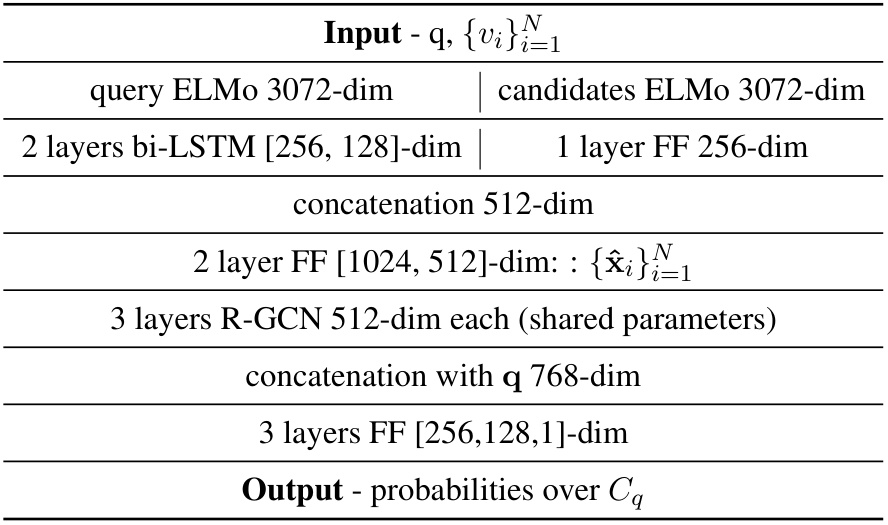 Input - q, {v_i}_{i=1}^N
query ELMo 3072-dim | candidates ELMo 3072-dim
2 layers bi-LSTM [256, 128]-dim | 1 layer FF 256-dim
concatenation 512-dim
2 layer FF [1024, 512]-dim: : {x̂_i}_{i=1}^N
3 layers R-GCN 512-dim each (shared parameters)
concatenation with q 768-dim
3 layers FF [256,128,1]-dim
Output - probabilities over C_q